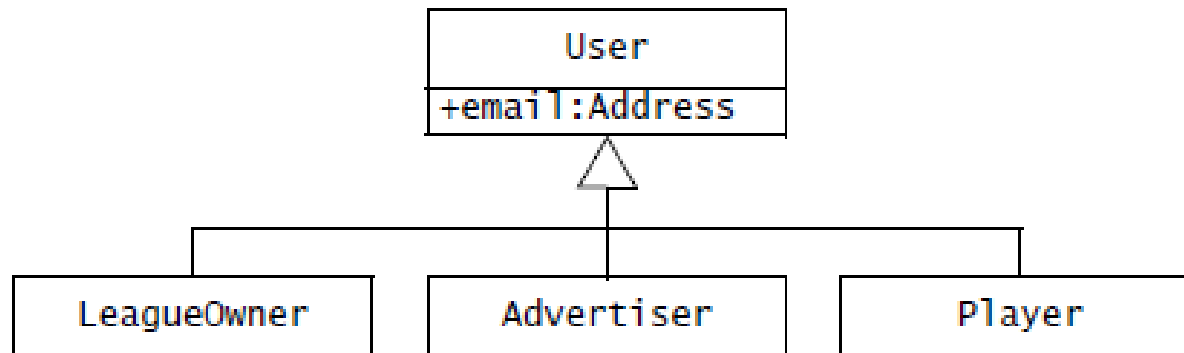 User
+email:Address
LeagueOwner
Advertiser
Player